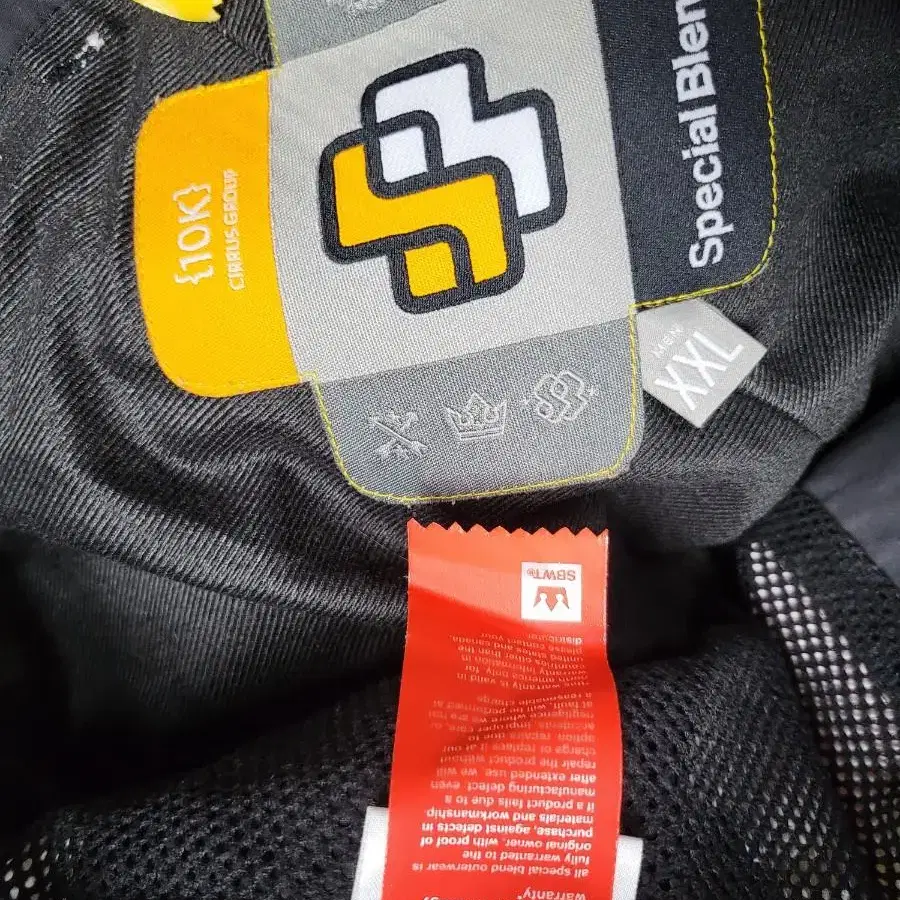 {10K}
CIRRUS GROUP
Special Blen
MEN
XXL
SBWT®
warranty*
all special blend outerwear is
fully warranted to the
original owner, with proof of
purchase, against defects in
materials and workmanship
if a product fails due to a
manufacturing defect, even
after extended use, we will
repair the product without
charge or replace it at our
option. repairs due to
accidents, improper care, or
negligence where we are not
at fault, will be performed at
a reasonable charge
this warranty is valid in
north america only. for
warranty information in
countries other than the
united states and canada,
please contact your
distributer